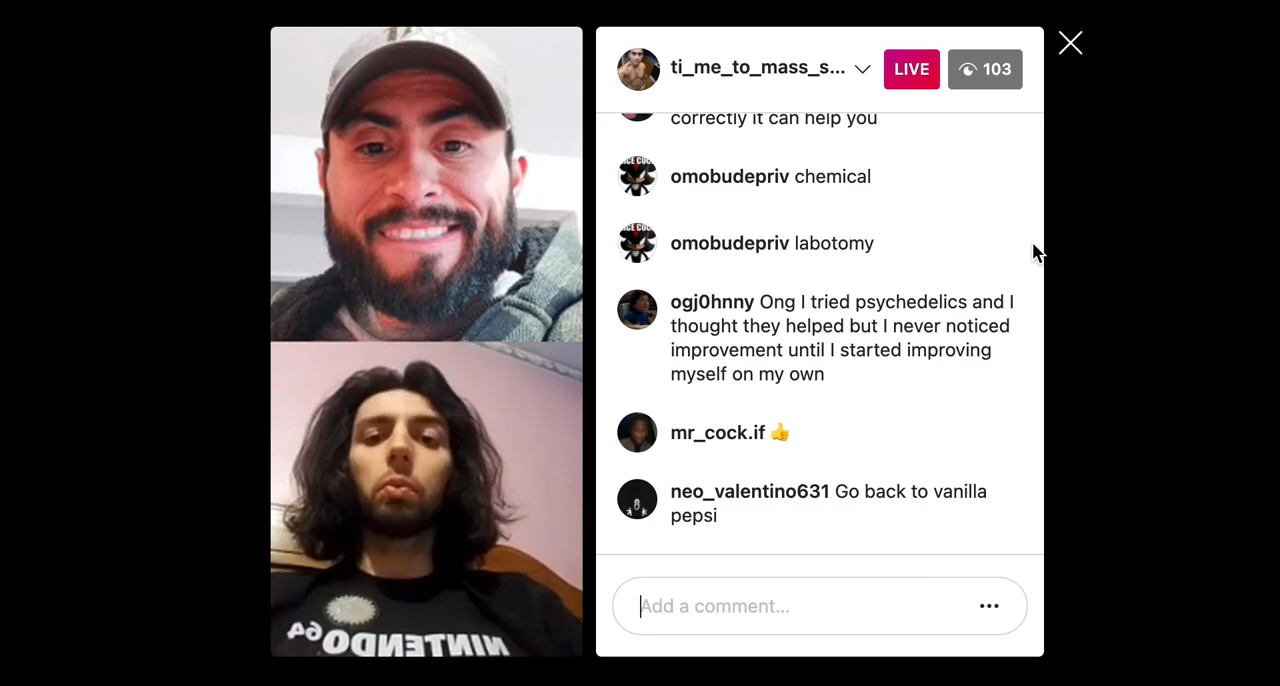 ti_me_to_mass_s...
LIVE
103
correctly it can help you
omobudepriv chemical
omobudepriv labotomy
ogj0hnny Ong I tried psychedelics and I
thought they helped but I never noticed
improvement until I started improving
myself on my own
mr_cock.if 👍
neo_valentino631 Go back to vanilla
pepsi
Add a comment...
NINTENDO64